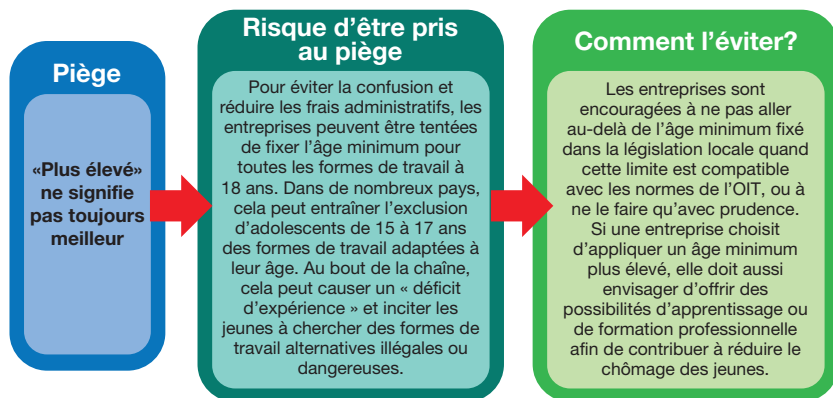 Piège
«Plus élevé»
ne signifie
pas toujours
meilleur
Risque d’être pris
au piège
Pour éviter la confusion et
réduire les frais administratifs, les
entreprises peuvent être tentées
de fixer l’âge minimum pour
toutes les formes de travail à
18 ans. Dans de nombreux pays,
cela peut entraîner l’exclusion
d’adolescents de 15 à 17 ans
des formes de travail adaptées à
leur âge. Au bout de la chaîne,
cela peut causer un « déficit
d’expérience » et inciter les
jeunes à chercher des formes de
travail alternatives illégales ou
dangereuses.
Comment l’éviter?
Les entreprises sont
encouragées à ne pas aller
au-delà de l’âge minimum fixé
dans la législation locale quand
cette limite est compatible
avec les normes de l’OIT, ou à
ne le faire qu’avec prudence.
Si une entreprise choisit
d’appliquer un âge minimum
plus élevé, elle doit aussi
envisager d’offrir des
possibilités d’apprentissage ou
de formation professionnelle
afin de contribuer à réduire le
chômage des jeunes.